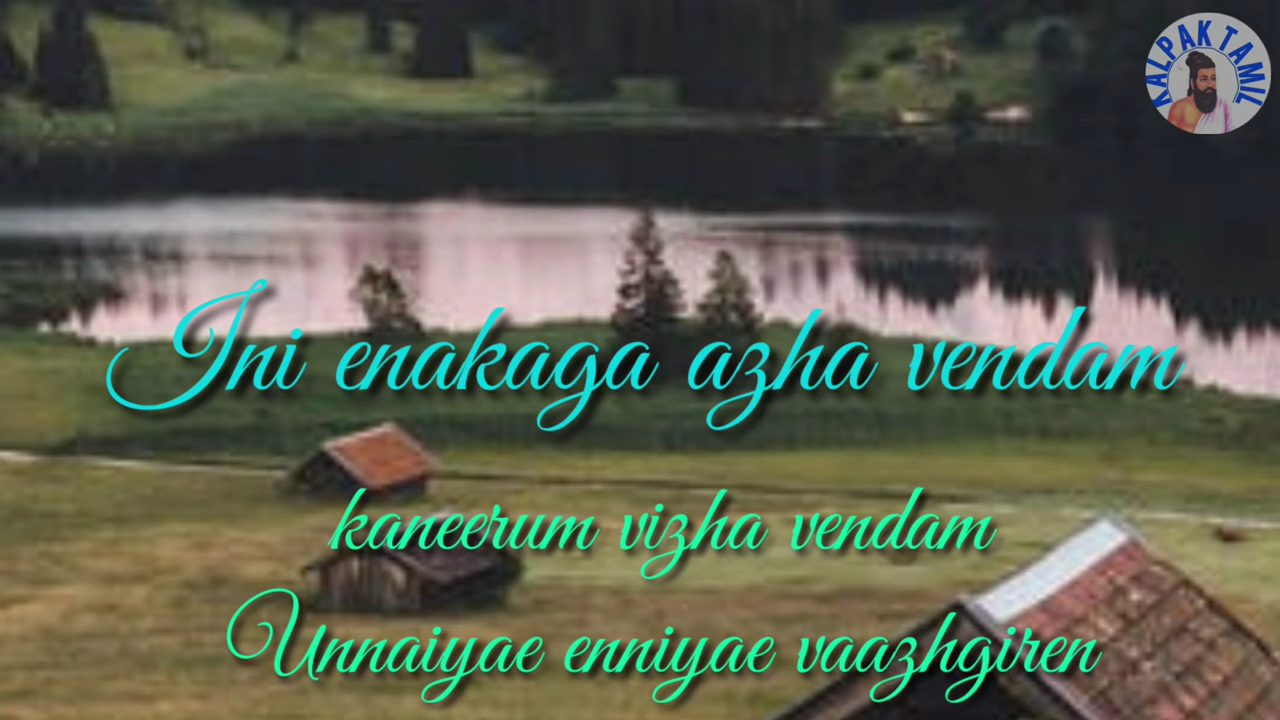 KALPAK TAMIL
Ini enakaga azha vendam
kaneerum vizha vendam
Unnaiyae enniyae vaazhgiren